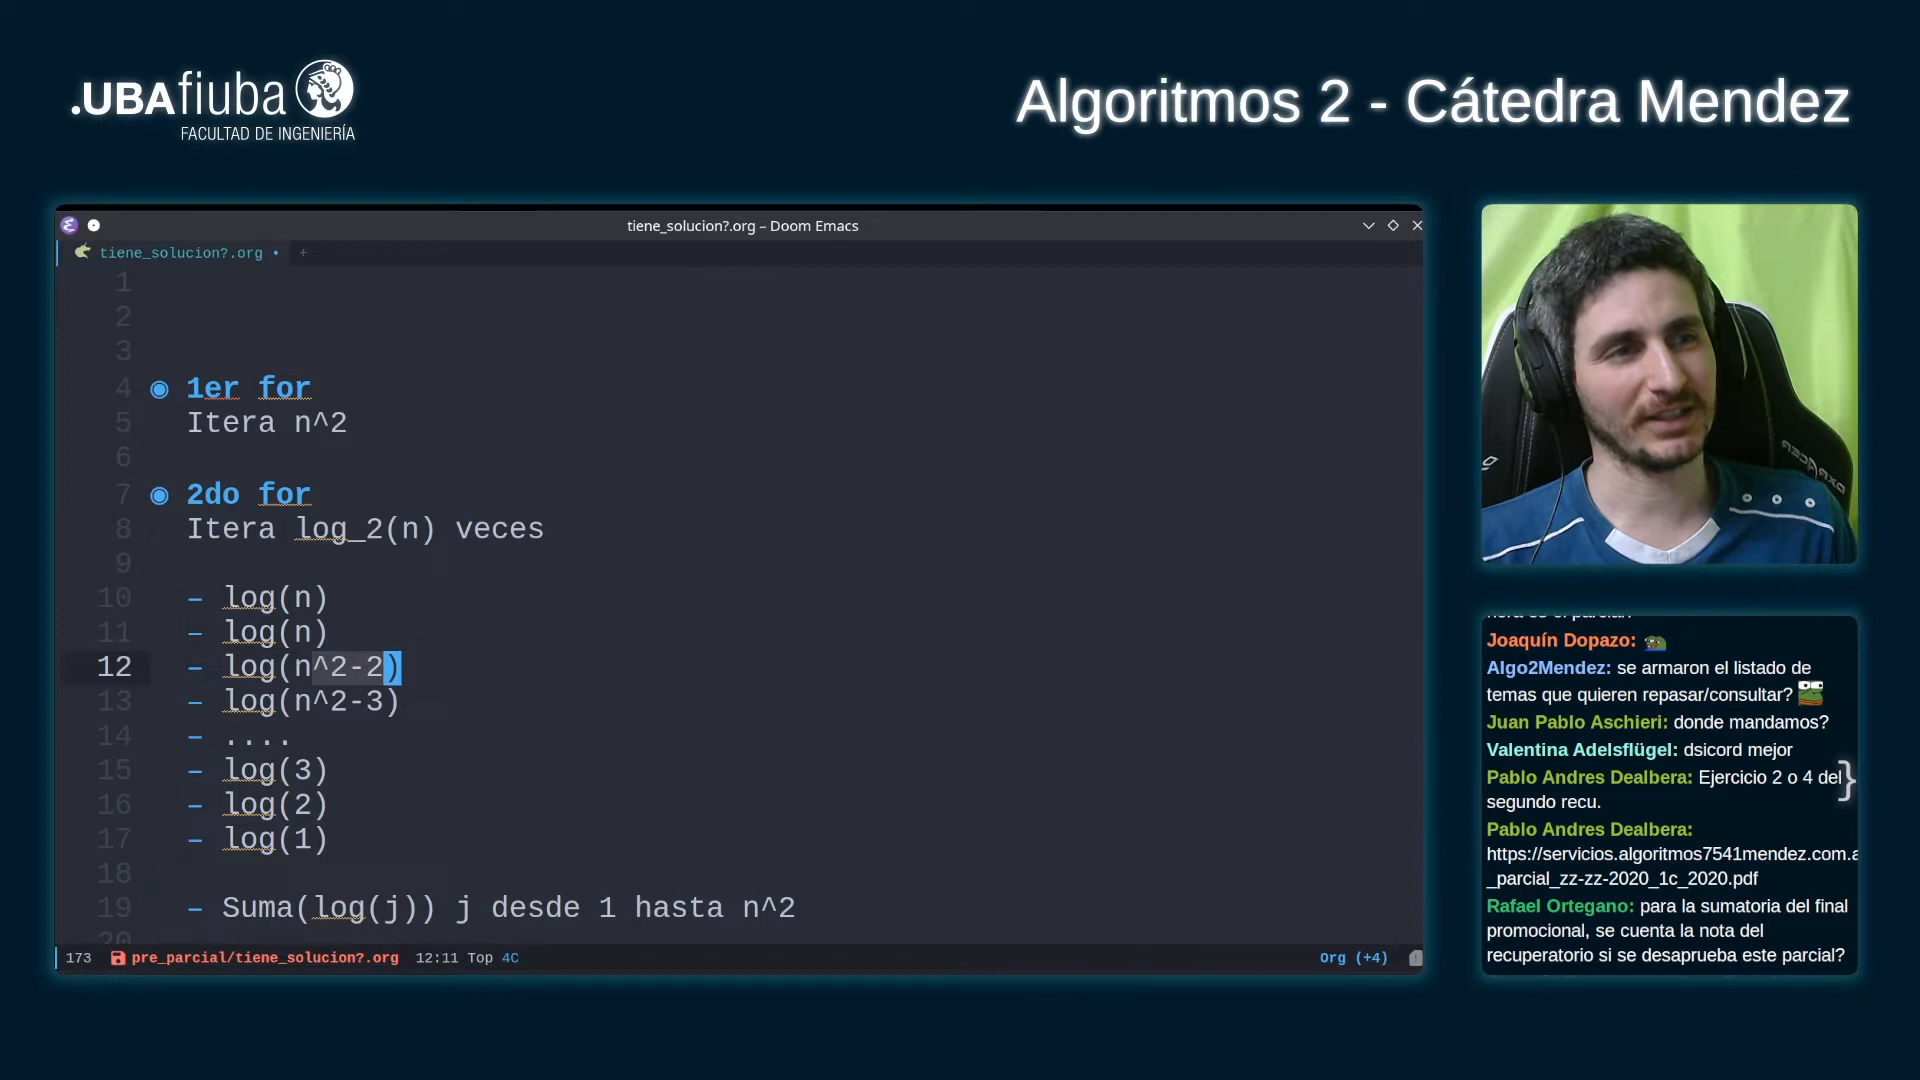 .UBAfiuba
FACULTAD DE INGENIERÍA
Algoritmos 2 - Cátedra Mendez
tiene_solucion?.org – Doom Emacs
tiene_solucion?.org • +
1
2
3
4 1er for
5 Itera n^2
6
7 2do for
8 Itera log_2(n) veces
9
10 - log(n)
11 - log(n)
12 - log(n^2-2)
13 - log(n^2-3)
14 - ....
15 - log(3)
16 - log(2)
17 - log(1)
18
19 - Suma(log(j)) j desde 1 hasta n^2
20
173 pre_parcial/tiene_solucion?.org 12:11 Top 4C Org (+4)
Joaquín Dopazo:
Algo2Mendez: se armaron el listado de
temas que quieren repasar/consultar?
Juan Pablo Aschieri: donde mandamos?
Valentina Adelsflügel: dsicord mejor
Pablo Andres Dealbera: Ejercicio 2 o 4 del
segundo recu.
}
Pablo Andres Dealbera:
https://servicios.algoritmos7541mendez.com.a
_parcial_zz-zz-2020_1c_2020.pdf
Rafael Ortegano: para la sumatoria del final
promocional, se cuenta la nota del
recuperatorio si se desaprueba este parcial?